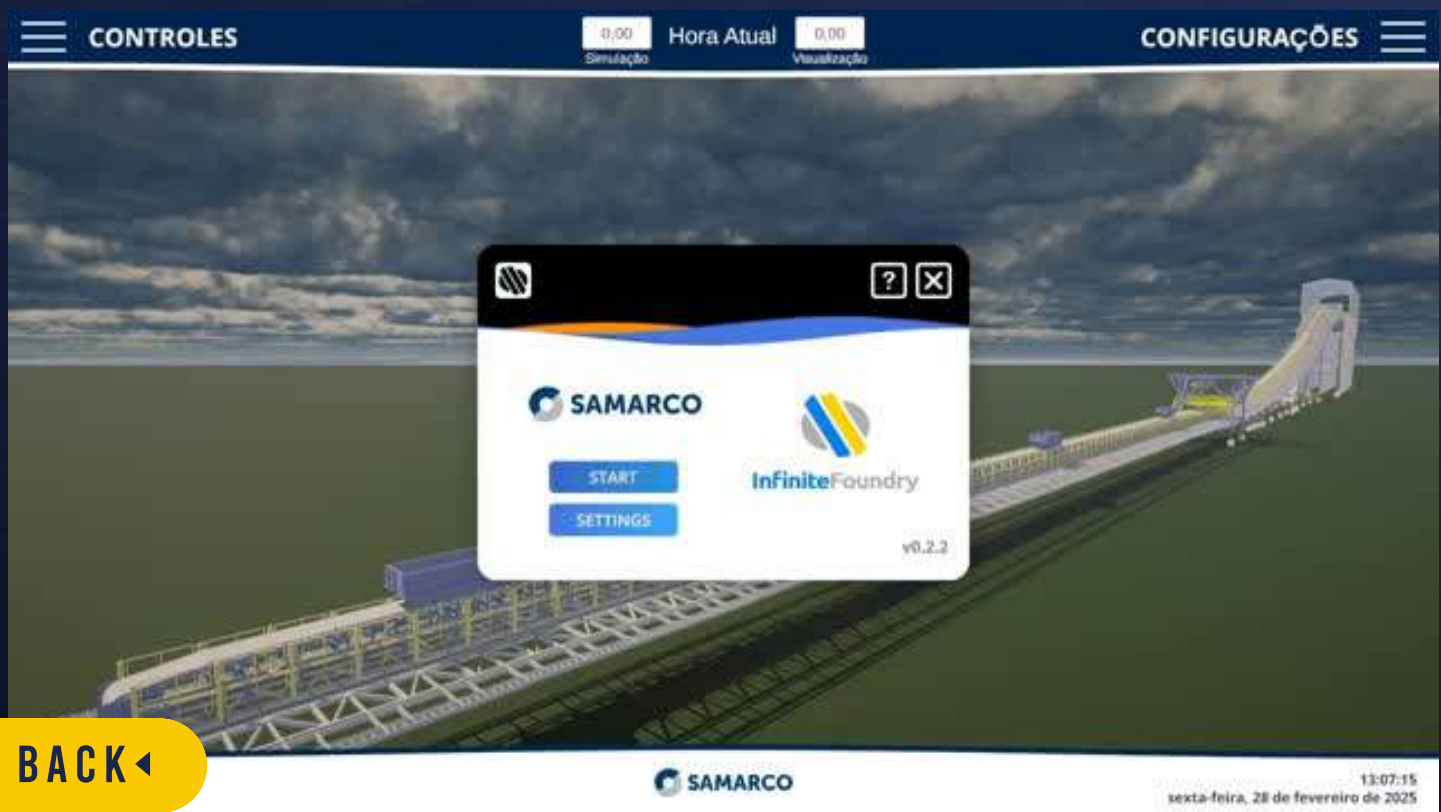 CONTROLES
0,00
Simulação
Hora Atual
0,00
Visualização
CONFIGURAÇÕES
?
SAMARCO
START
SETTINGS
InfiniteFoundry
v0.2.2
BACK
SAMARCO
13:07:15
sexta-feira, 28 de fevereiro de 2025